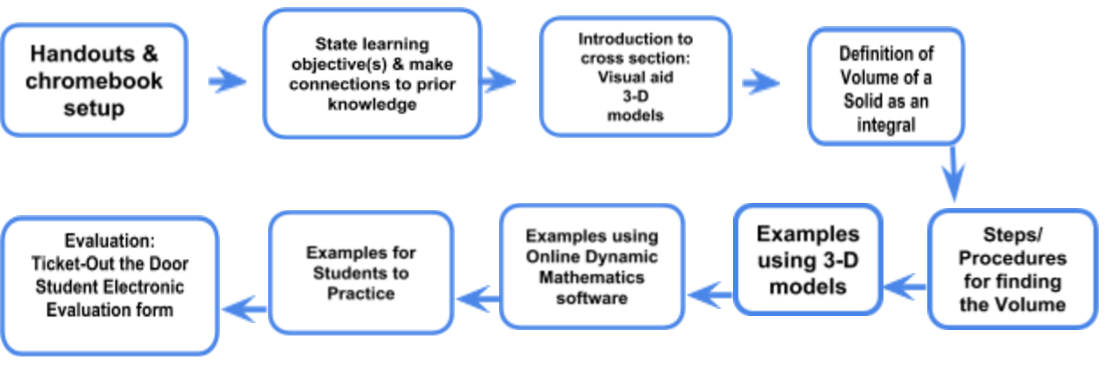 Handouts &
chromebook
setup
State learning
objective(s) & make
connections to prior
knowledge
Introduction to
cross section:
Visual aid
3-D
models
Definition of
Volume of a
Solid as an
integral
Steps/
Procedures
for finding
the Volume
Examples
using 3-D
models
Examples using
Online Dynamic
Mathematics
software
Examples for
Students to
Practice
Evaluation:
Ticket-Out the Door
Student Electronic
Evaluation form